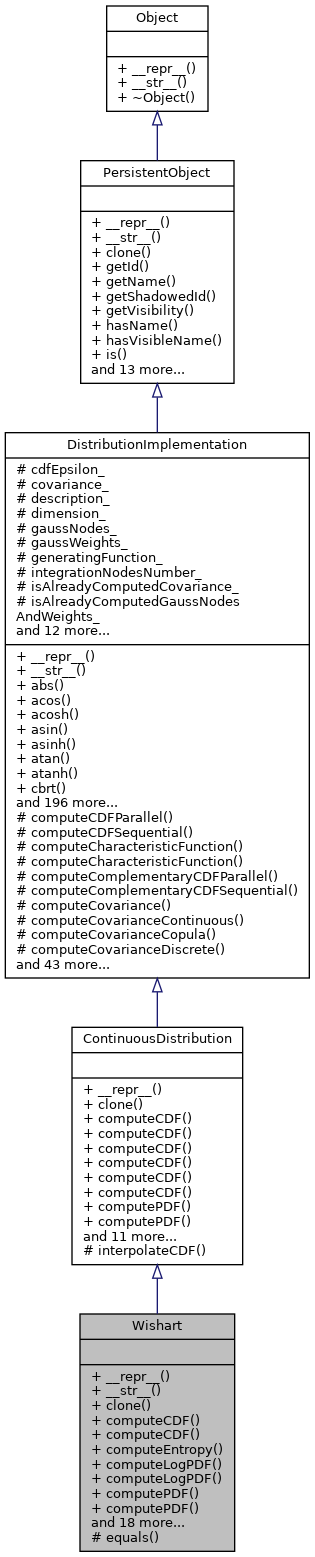 Object
+ __repr__()
+ __str__()
+ ~Object()
PersistentObject
+ __repr__()
+ __str__()
+ clone()
+ getId()
+ getName()
+ getShadowedId()
+ getVisibility()
+ hasName()
+ hasVisibleName()
+ is()
and 13 more...
DistributionImplementation
# cdfEpsilon_
# covariance_
# description_
# dimension_
# gaussNodes_
# gaussWeights_
# generatingFunction_
# integrationNodesNumber_
# isAlreadyComputedCovariance_
# isAlreadyComputedGaussNodes
AndWeights_
and 12 more...
+ __repr__()
+ __str__()
+ abs()
+ acos()
+ acosh()
+ asin()
+ asinh()
+ atan()
+ atanh()
+ cbrt()
and 196 more...
# computeCDFParallel()
# computeCDFSequential()
# computeCharacteristicFunction()
# computeCharacteristicFunction()
# computeComplementaryCDFParallel()
# computeComplementaryCDFSequential()
# computeCovariance()
# computeCovarianceContinuous()
# computeCovarianceCopula()
# computeCovarianceDiscrete()
and 43 more...
ContinuousDistribution
+ __repr__()
+ clone()
+ computeCDF()
+ computeCDF()
+ computeCDF()
+ computeCDF()
+ computeCDF()
+ computeCDF()
+ computePDF()
+ computePDF()
and 11 more...
# interpolateCDF()
Wishart
+ __repr__()
+ __str__()
+ clone()
+ computeCDF()
+ computeCDF()
+ computeEntropy()
+ computeLogPDF()
+ computeLogPDF()
+ computePDF()
+ computePDF()
and 18 more...
# equals()